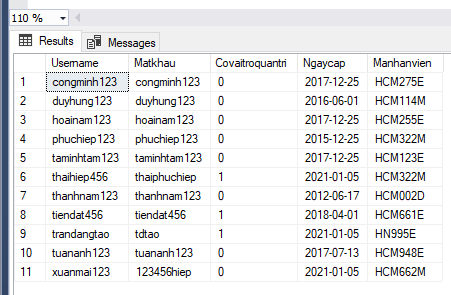 110 %
Results Messages
Username Matkhau Covaitroquantri Ngaycap Manhanvien
1 congminh123 congminh123 0 2017-12-25 HCM275E
2 duyhung123 duyhung123 0 2016-06-01 HCM114M
3 hoainam123 hoainam123 0 2017-12-25 HCM255E
4 phuchiep123 phuchiep123 0 2015-12-25 HCM322M
5 taminhtam123 taminhtam123 0 2017-12-25 HCM123E
6 thaihiep456 thaiphuchiep 1 2021-01-05 HCM322M
7 thanhnam123 thanhnam123 0 2012-06-17 HCM002D
8 tiendat456 tiendat456 1 2018-04-01 HCM661E
9 trandangtao tdtao 1 2021-01-05 HN995E
10 tuananh123 tuananh123 0 2017-07-13 HCM948E
11 xuanmai123 123456hiep 0 2021-01-05 HCM662M